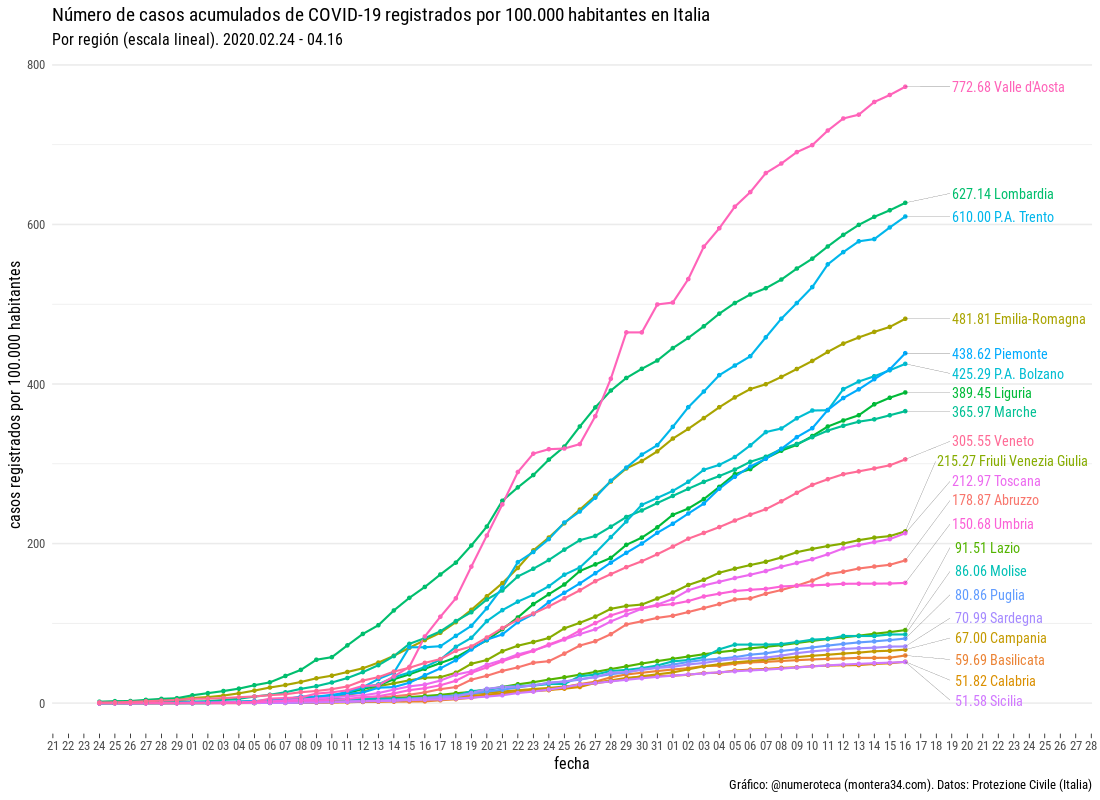 Número de casos acumulados de COVID-19 registrados por 100.000 habitantes en Italia
Por región (escala lineal). 2020.02.24 - 04.16
casos registrados por 100.000 habitantes
800
600
400
200
0
772.68 Valle d'Aosta
627.14 Lombardia
610.00 P.A. Trento
481.81 Emilia-Romagna
438.62 Piemonte
425.29 P.A. Bolzano
389.45 Liguria
365.97 Marche
305.55 Veneto
215.27 Friuli Venezia Giulia
212.97 Toscana
178.87 Abruzzo
150.68 Umbria
91.51 Lazio
86.06 Molise
80.86 Puglia
70.99 Sardegna
67.00 Campania
59.69 Basilicata
51.82 Calabria
51.58 Sicilia
21 22 23 24 25 26 27 28 29 01 02 03 04 05 06 07 08 09 10 11 12 13 14 15 16 17 18 19 20 21 22 23 24 25 26 27 28 29 30 31 01 02 03 04 05 06 07 08 09 10 11 12 13 14 15 16 17 18 19 20 21 22 23 24 25 26 27 28
fecha
Gráfico: @numeroteca (montera34.com). Datos: Protezione Civile (Italia)